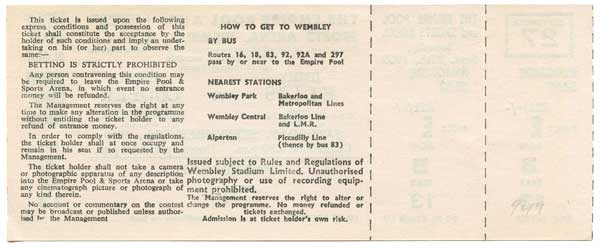 This ticket is issued upon the following
express conditions and possession of this
ticket shall constitute the acceptance by the
holder of such conditions and imply an under-
taking on his (or her) part to observe the
same:—
BETTING IS STRICTLY PROHIBITED
Any person contravening this condition may
be required to leave the Empire Pool &
Sports Arena, in which event no entrance
money will be refunded.
The Management reserves the right at any
time to make any alteration in the programme
without entitling the ticket holder to any
refund of entrance money.
In order to comply with the regulations,
the ticket holder shall at once occupy and
remain in his seat if so requested by the
Management.
The ticket holder shall not take a camera
or photographic apparatus of any description
into the Empire Pool & Sports Arena or take
any cinematograph picture or photograph of
any kind therein.
No account or commentary on the contest
may be broadcast or published unless author-
ised by the Management
HOW TO GET TO WEMBLEY
BY BUS
Routes 16, 18, 83, 92, 92A and 297
pass by or near to the Empire Pool
NEAREST STATIONS
Wembley Park Bakerloo and
Metropolitan Lines
Wembley Central Bakerloo Line
and L.M.R.
Alperton Piccadilly Line
(thence by bus 83)
Issued subject to Rules and Regulations of
Wembley Stadium Limited. Unauthorised
photography or use of recording equip-
ment prohibited.
The Management reserves the right to alter or
change the programme. No money refunded or
tickets exchanged.
Admission is at ticket holder's own risk.